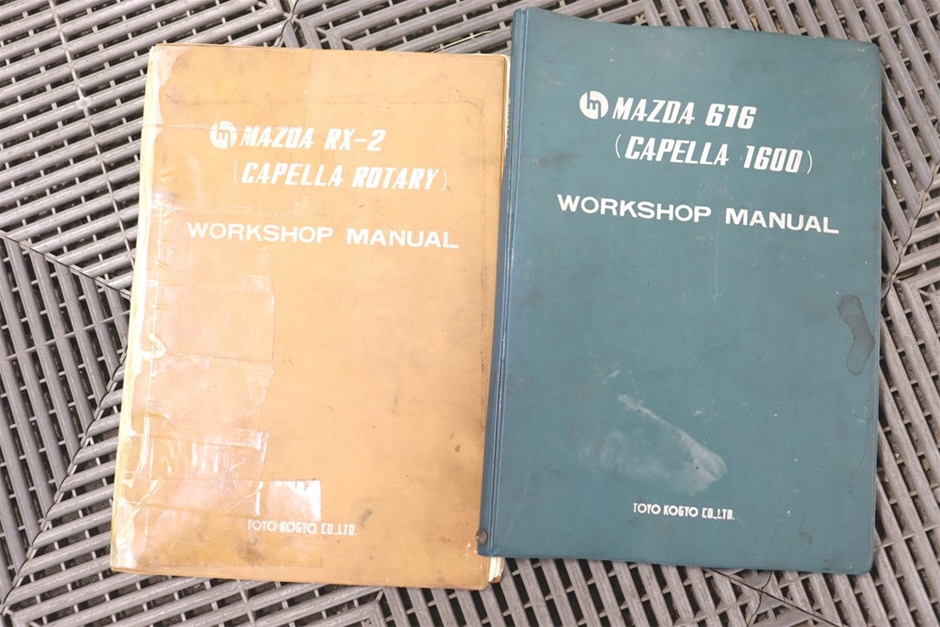 MAZDA RX-2
(CAPELLA ROTARY)
WORKSHOP MANUAL
TOYO KOGYO CO.,LTD.
MAZDA 616
(CAPELLA 1600)
WORKSHOP MANUAL
TOYO KOGYO CO.,LTD.